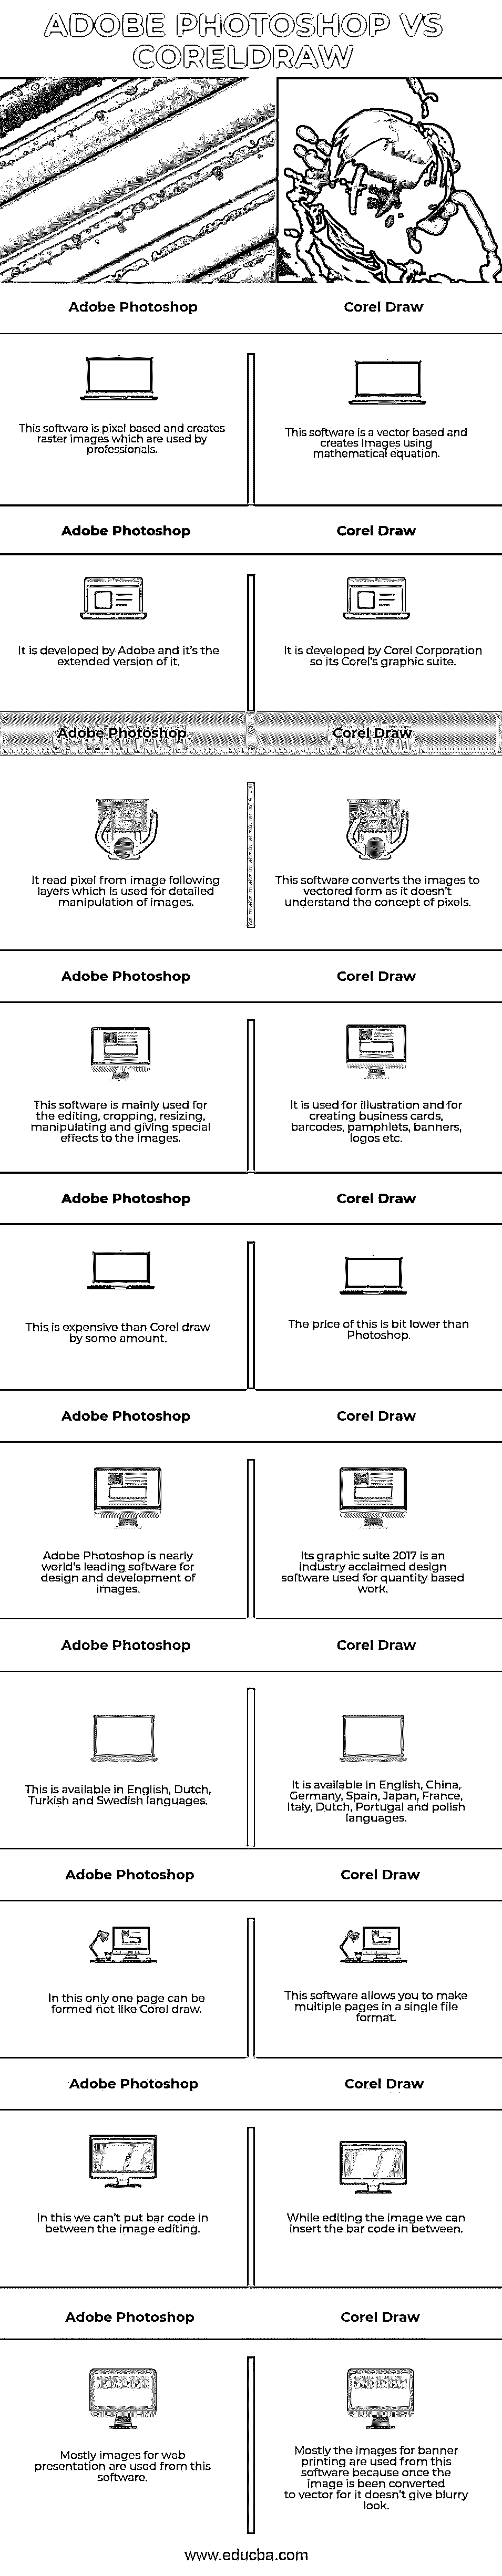 ADOBE PHOTOSHOP VS
CORELDRAW
Adobe Photoshop
Corel Draw
This software is pixel based and creates
raster images which are used by
professionals.
This software is a vector based and
creates Images using
mathematical equation.
Adobe Photoshop
Corel Draw
It is developed by Adobe and it's the
extended version of it.
It is developed by Corel Corporation
so its Corel's graphic suite.
Adobe Photoshop
Corel Draw
It read pixel from image following
layers which is used for detailed
manipulation of images.
This software converts the images to
vectored form as it doesn't
understand the concept of pixels.
Adobe Photoshop
Corel Draw
This software is mainly used for
the editing, cropping, resizing,
manipulating and giving special
effects to the images.
It is used for illustration and for
creating business cards,
barcodes, pamphlets, banners,
logos etc.
Adobe Photoshop
Corel Draw
This is expensive than Corel draw
by some amount.
The price of this is bit lower than
Photoshop.
Adobe Photoshop
Corel Draw
Adobe Photoshop is nearly
world's leading software for
design and development of
images.
Its graphic suite 2017 is an
industry acclaimed design
software used for quantity based
work.
Adobe Photoshop
Corel Draw
This is available in English, Dutch,
Turkish and Swedish languages.
It is available in English, China,
Germany, Spain, Japan, France,
Italy, Dutch, Portugal and polish
languages.
Adobe Photoshop
Corel Draw
In this only one page can be
formed not like Corel draw.
This software allows you to make
multiple pages in a single file
format.
Adobe Photoshop
Corel Draw
In this we can't put bar code in
between the image editing.
While editing the image we can
insert the bar code in between.
Adobe Photoshop
Corel Draw
Mostly images for web
presentation are used from this
software.
Mostly the images for banner
printing are used from this
software because once the
image is been converted
to vector for it doesn't give blurry
look.
www.educba.com